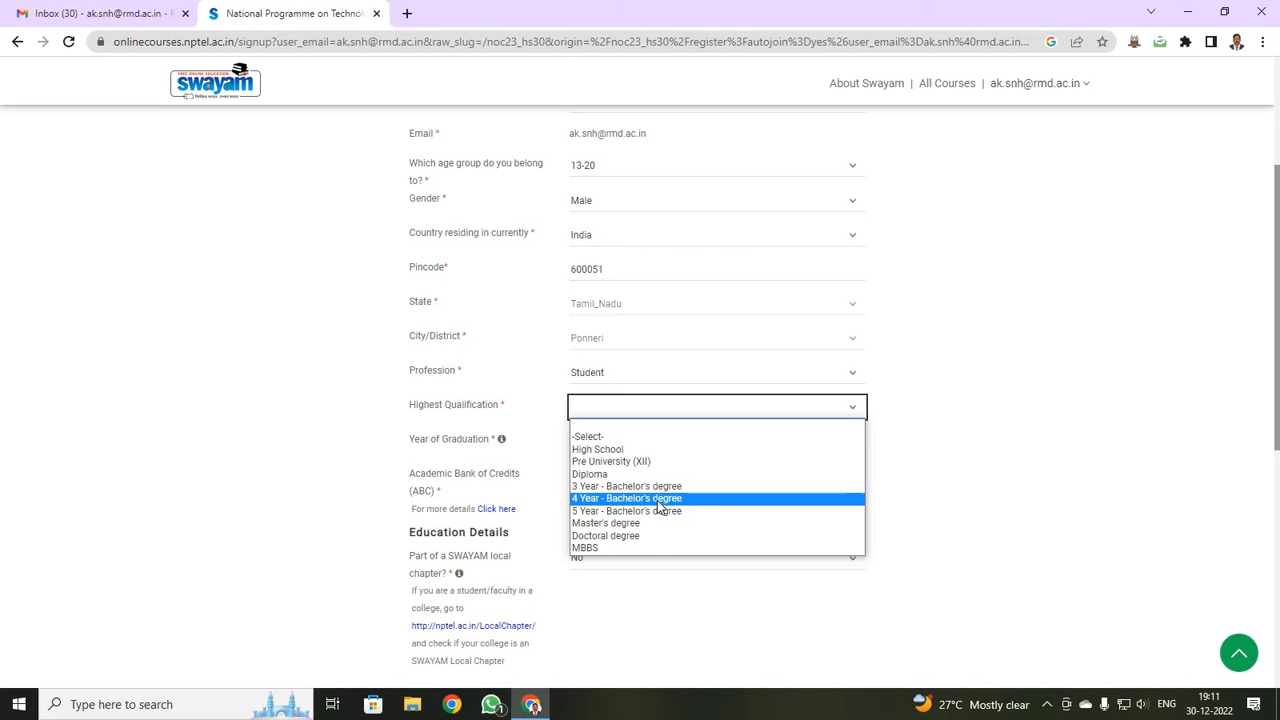 Inbox (30) - ak.snh@rmd.ac.in - R
National Programme on Technolo
onlinecourses.nptel.ac.in/signup?user_email=ak.snh@rmd.ac.in&raw_slug=/noc23_hs30&origin=%2Fnoc23_hs30%2Fregister%3Fautojoin%3Dyes%26user_email%3Dak.snh%40rmd.ac.in...
FREE ONLINE EDUCATION
swayam
About Swayam | All Courses | ak.snh@rmd.ac.in
Email * ak.snh@rmd.ac.in
Which age group do you belong
to? * 13-20
Gender * Male
Country residing in currently * India
Pincode* 600051
State * Tamil_Nadu
City/District * Ponneri
Profession * Student
Highest Qualification *
-Select-
High School
Pre University (XII)
Diploma
3 Year - Bachelor's degree
4 Year - Bachelor's degree
5 Year - Bachelor's degree
Master's degree
Doctoral degree
MBBS
Year of Graduation
Academic Bank of Credits
(ABC) *
For more details Click here
Education Details
Part of a SWAYAM local
chapter? * No
If you are a student/faculty in a
college, go to
http://nptel.ac.in/LocalChapter/
and check if your college is an
SWAYAM Local Chapter
Type here to search
1
27°C Mostly clear
ENG
19:11
30-12-2022
2